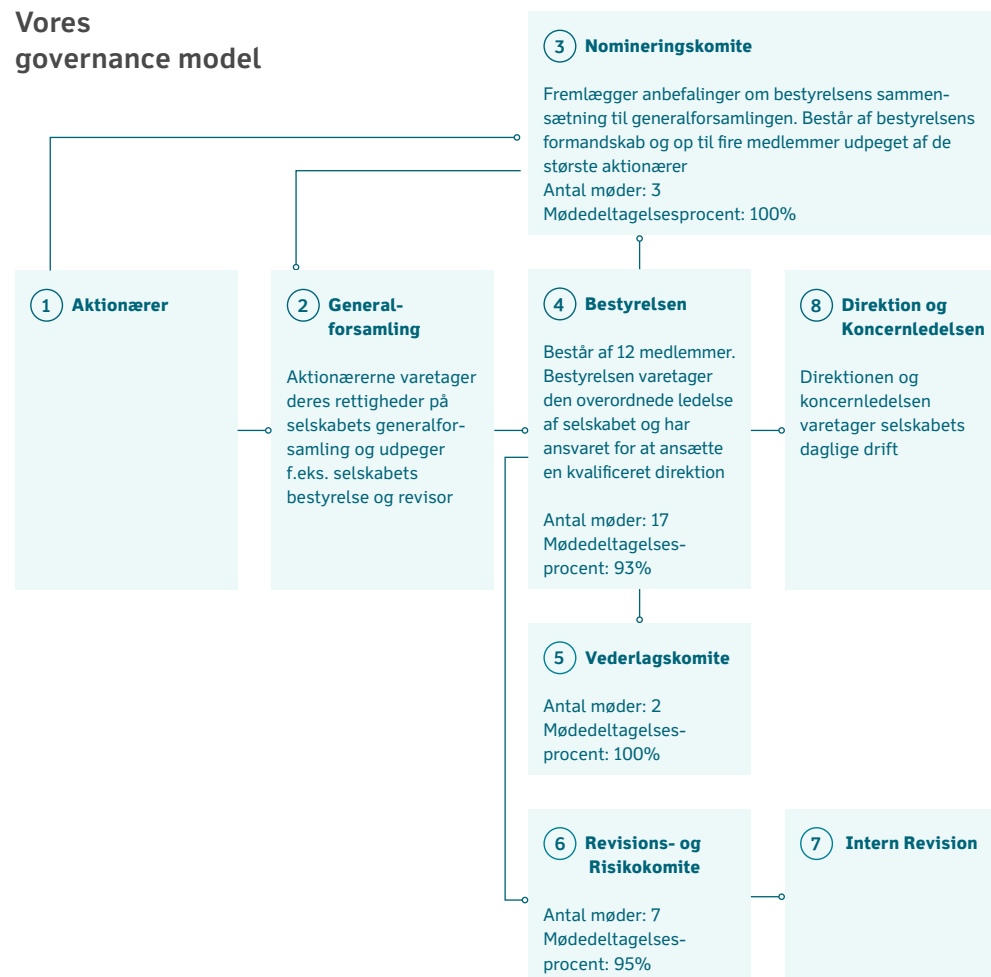 Vores
governance model
3 Nomineringskomite
Fremlægger anbefalinger om bestyrelsens sammen-
sætning til generalforsamlingen. Består af bestyrelsens
formandskab og op til fire medlemmer udpeget af de
største aktionærer
Antal møder: 3
Mødedeltagelsesprocent: 100%
1 Aktionærer
2 General-
forsamling
Aktionærerne varetager
deres rettigheder på
selskabets generalfor-
samling og udpeger
f.eks. selskabets
bestyrelse og revisor
4 Bestyrelsen
Består af 12 medlemmer.
Bestyrelsen varetager
den overordnede ledelse
af selskabet og har
ansvaret for at ansætte
en kvalificeret direktion
Antal møder: 17
Mødedeltagelses-
procent: 93%
8 Direktion og
Koncernledelsen
Direktionen og
koncernledelsen
varetager selskabets
daglige drift
5 Vederlagskomite
Antal møder: 2
Mødedeltagelses-
procent: 100%
6 Revisions- og
Risikokomite
Antal møder: 7
Mødedeltagelses-
procent: 95%
7 Intern Revision